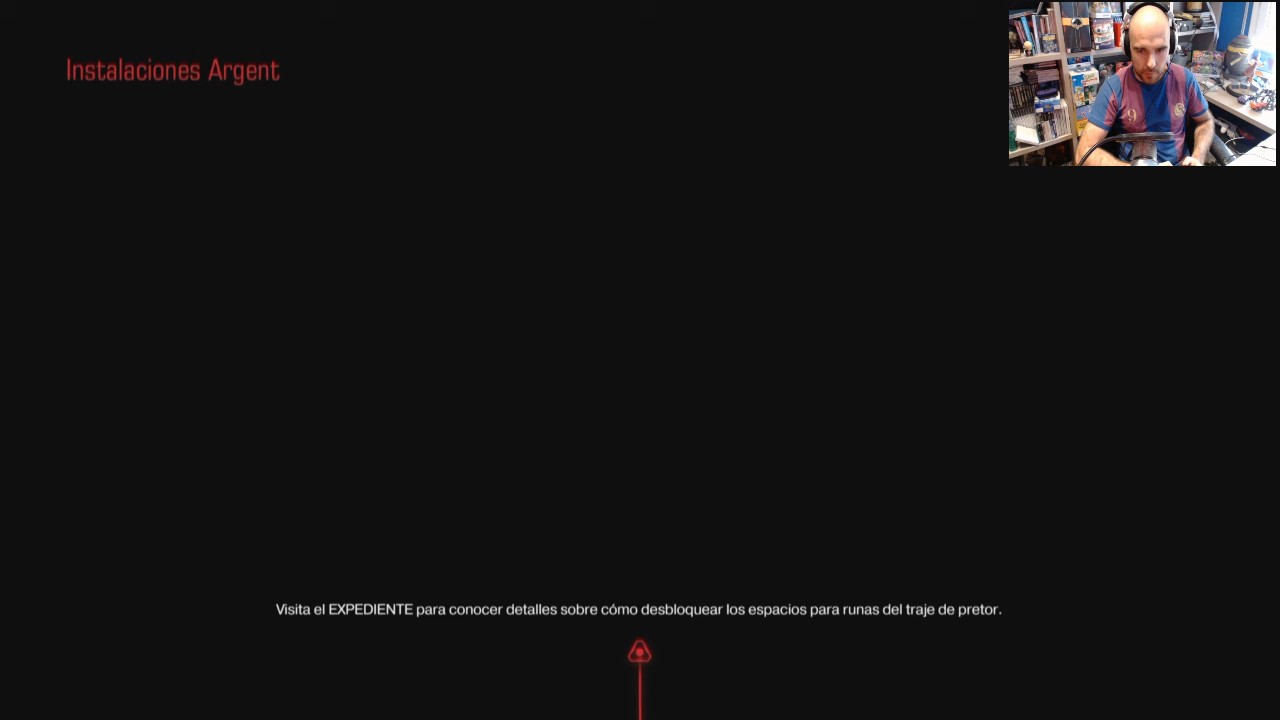 Instalaciones Argent
Visita el EXPEDIENTE para conocer detalles sobre cómo desbloquear los espacios para runas del traje de pretor.